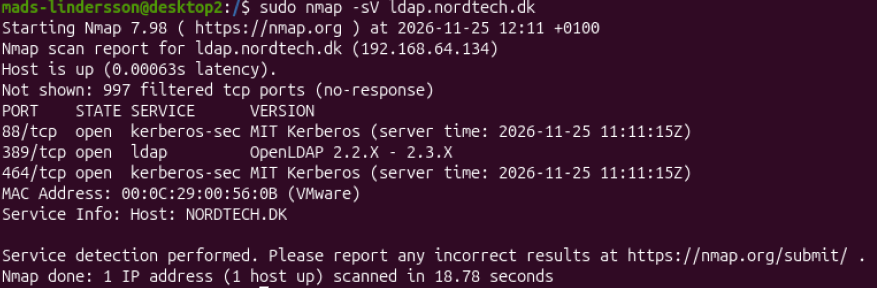 mads-lindersson@desktop2:/$ sudo nmap -sV ldap.nordtech.dk
Starting Nmap 7.98 ( https://nmap.org ) at 2026-11-25 12:11 +0100
Nmap scan report for ldap.nordtech.dk (192.168.64.134)
Host is up (0.00063s latency).
Not shown: 997 filtered tcp ports (no-response)
PORT    STATE SERVICE      VERSION
88/tcp  open  kerberos-sec MIT Kerberos (server time: 2026-11-25 11:11:15Z)
389/tcp open  ldap         OpenLDAP 2.2.X - 2.3.X
464/tcp open  kerberos-sec MIT Kerberos (server time: 2026-11-25 11:11:15Z)
MAC Address: 00:0C:29:00:56:0B (VMware)
Service Info: Host: NORDTECH.DK

Service detection performed. Please report any incorrect results at https://nmap.org/submit/ .
Nmap done: 1 IP address (1 host up) scanned in 18.78 seconds